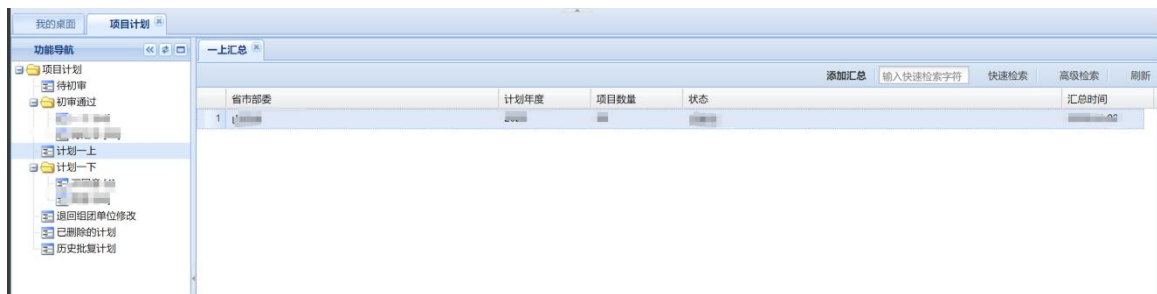 我的桌面 项目计划
功能导航 一上汇总
项目计划
添加汇总 输入快速检索字符 快速检索 高级检索 刷新
待初审
省市部委 计划年度 项目数量 状态 汇总时间
初审通过
1
计划一上
计划一下
退回组团单位修改
已删除的计划
历史批复计划